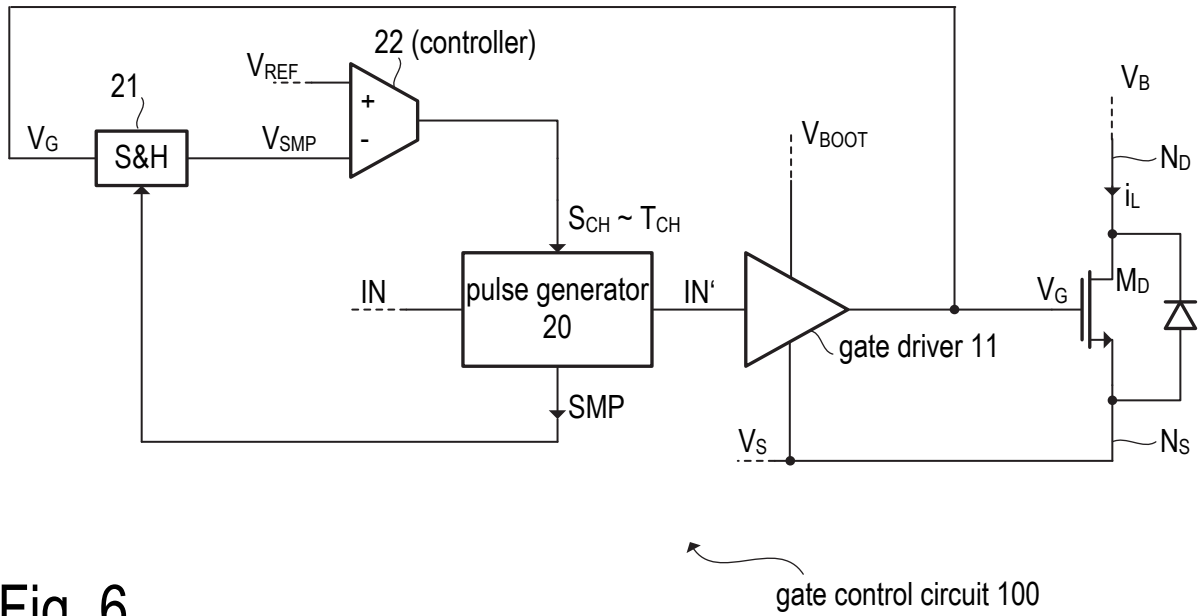 22 (controller)
VREF
21
+
VB
VG
S&H
VSMP
-
VBOOT
ND
iL
SCH ~ TCH
IN
pulse generator
20
IN‘
VG
MD
gate driver 11
SMP
VS
NS
gate control circuit 100
Fig. 6